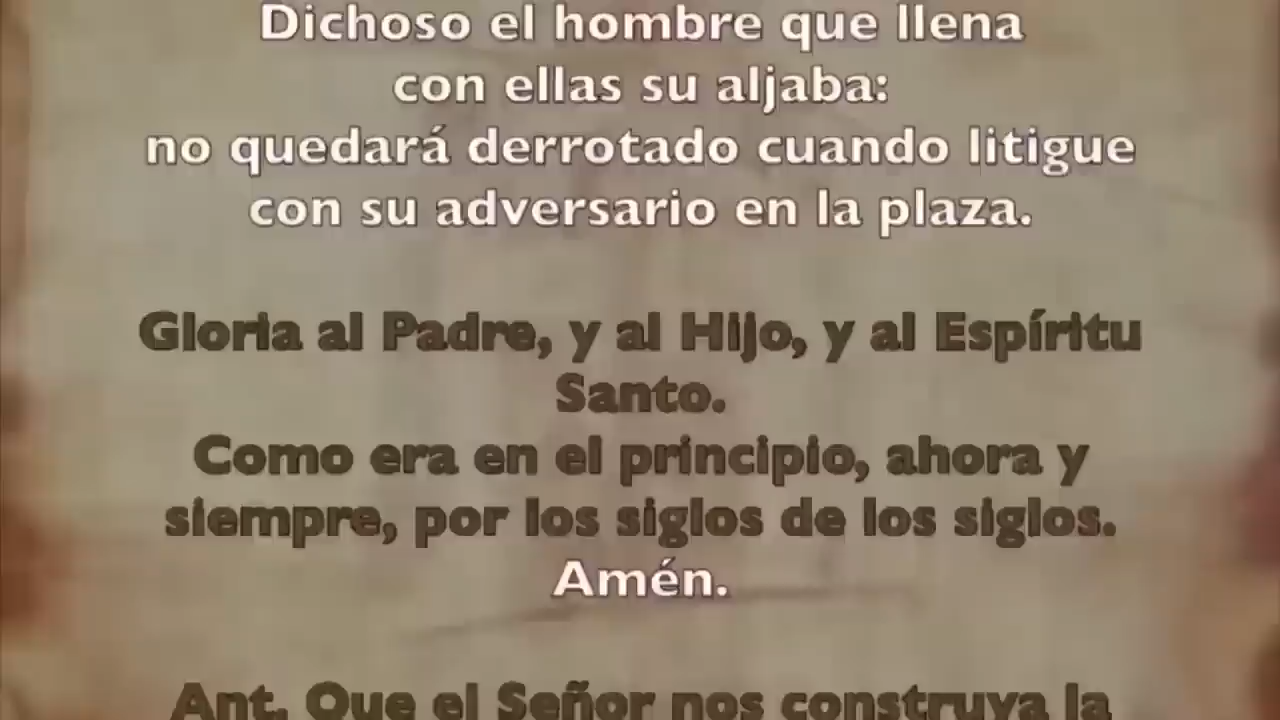 Dichoso el hombre que llena
con ellas su aljaba:
no quedará derrotado cuando litigue
con su adversario en la plaza.
Gloria al Padre, y al Hijo, y al Espíritu
Santo.
Como era en el principio, ahora y
siempre, por los siglos de los siglos.
Amén.
Ant. Que el Señor nos construya la